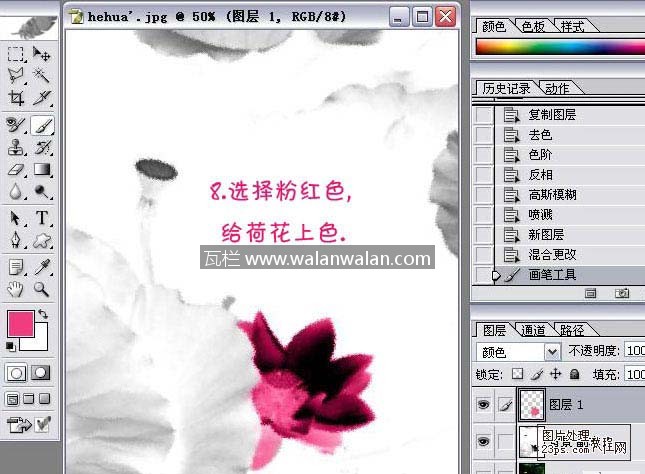 hehua'.jpg @ 50% (图层 1, RGB/8#)
8.选择粉红色,
给荷花上色.
瓦栏 www.walanwalan.com
颜色 色板 样式
历史记录 动作
复制图层
去色
色阶
反相
高斯模糊
喷溅
新图层
混合更改
画笔工具
图层 通道 路径
颜色 不透明度: 100
锁定: 填充: 100
图层 1
图片处理
23ps.com
教程网